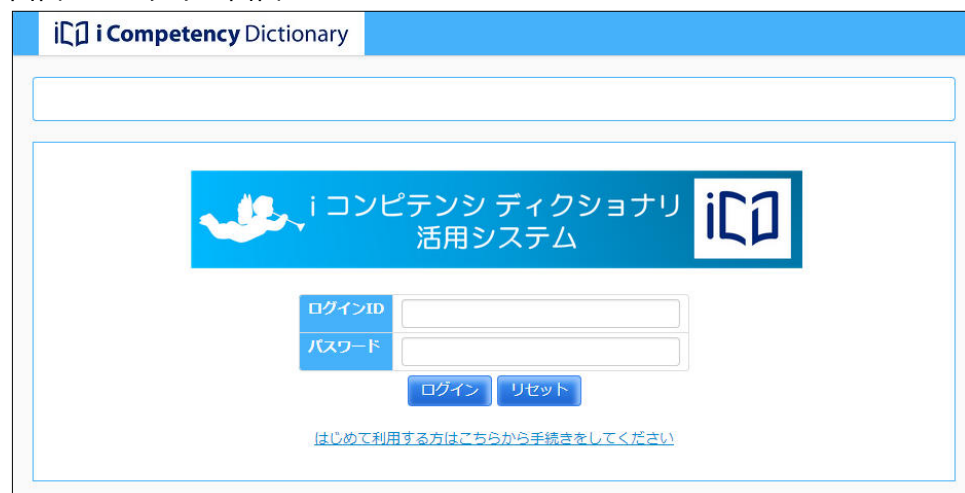 iCD i Competency Dictionary
i コンピテンシ ディクショナリ
活用システム
iCD
ログインID
パスワード
ログイン リセット
はじめて利用する方はこちらから手続きをしてください